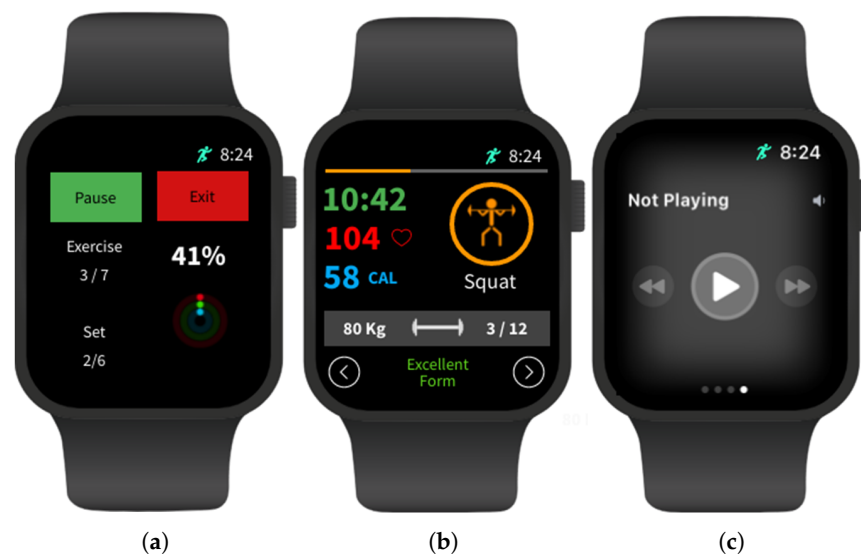 8:24
Pause Exit
Exercise
3 / 7
41%
Set
2/6
8:24
10:42
104
58 CAL
Squat
80 Kg 3 / 12
Excellent
Form
8:24
Not Playing
(a) (b) (c)